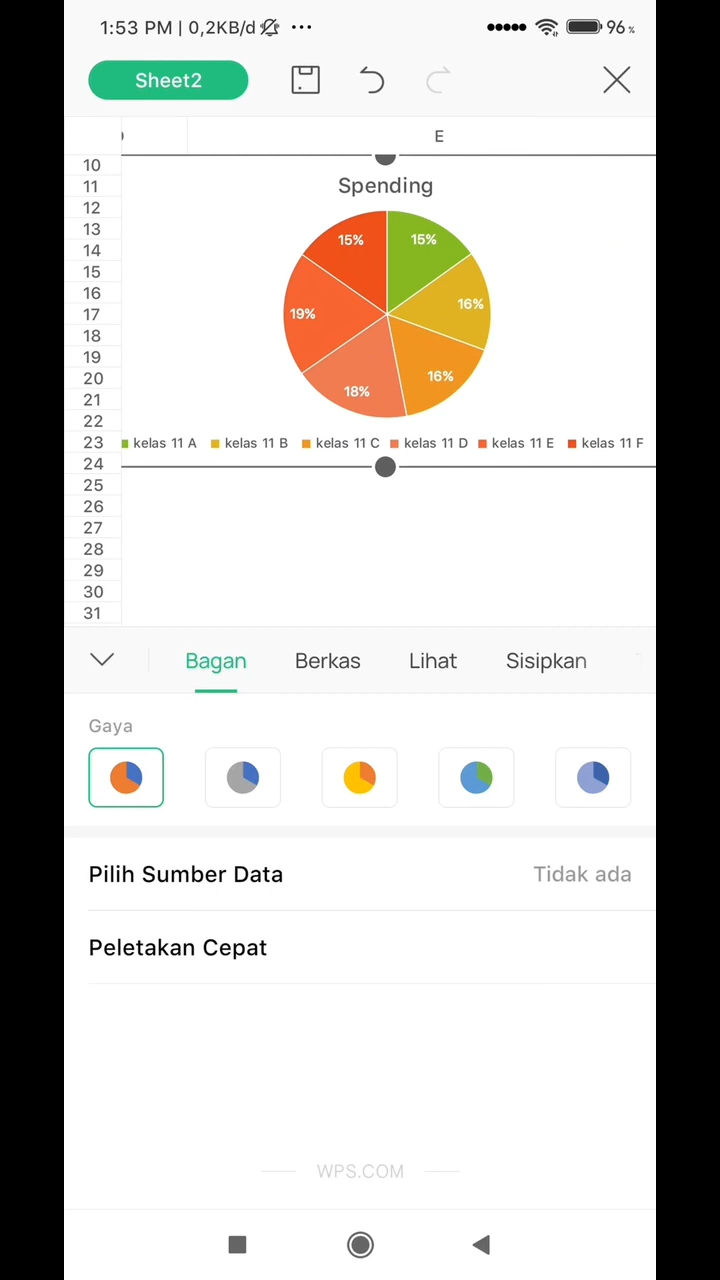 1:53 PM | 0,2KB/d ... 96 %
Sheet2
E
10
11
Spending
12
13
15% 15%
14
15
16
16%
17
19%
18
19
20
16%
21
18%
22
23
kelas 11 A kelas 11 B kelas 11 C kelas 11 D kelas 11 E kelas 11 F
24
25
26
27
28
29
30
31
Bagan Berkas Lihat Sisipkan
Gaya
Pilih Sumber Data Tidak ada
Peletakan Cepat
WPS.COM